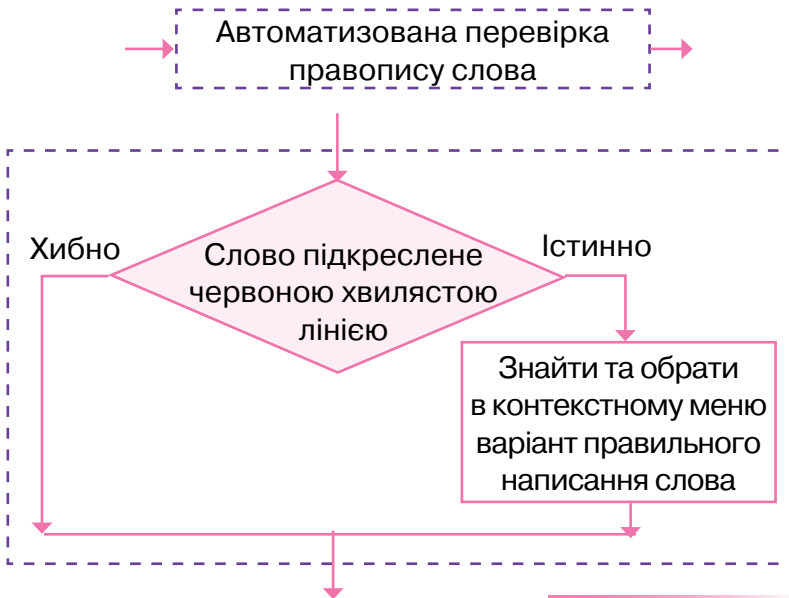 Автоматизована перевірка
правопису слова
Хибно
Істинно
Слово підкреслене
червоною хвилястою
лінією
Знайти та обрати
в контекстному меню
варіант правильного
написання слова